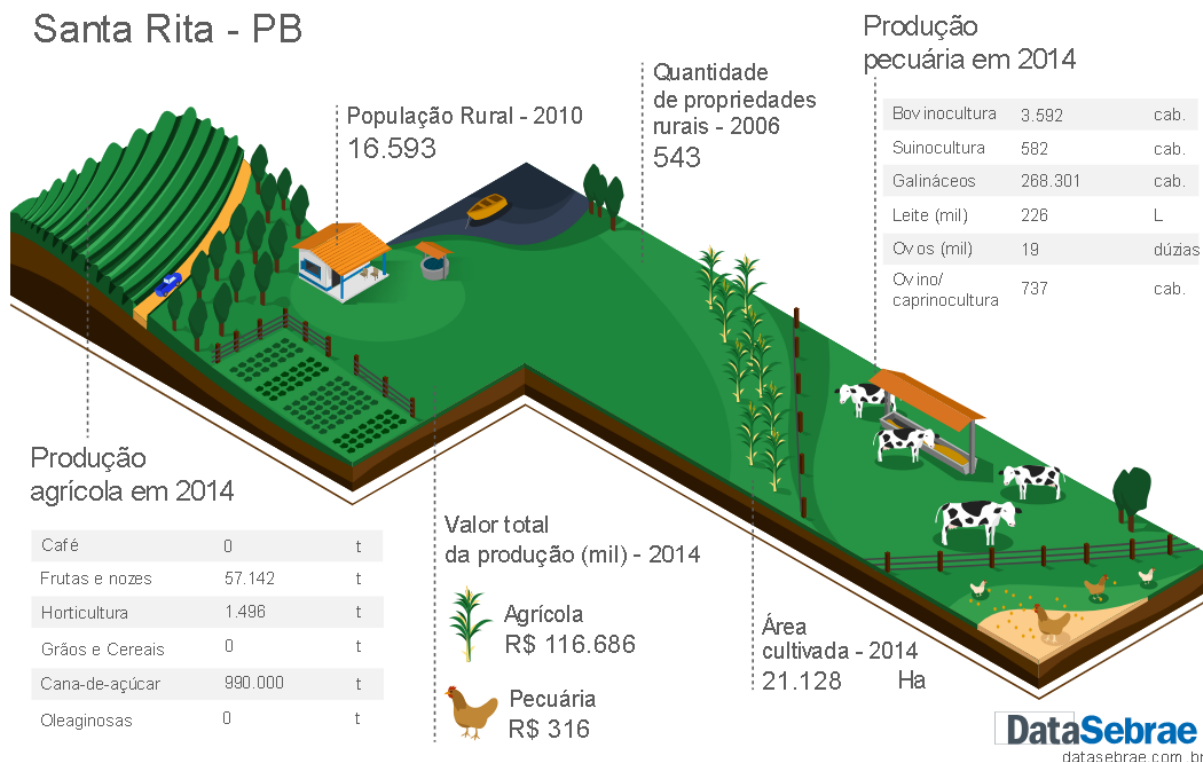 Santa Rita - PB
População Rural - 2010
16.593
Quantidade
de propriedades
rurais - 2006
543
Produção
pecuária em 2014
Bovinocultura 3.592 cab.
Suinocultura 582 cab.
Galináceos 268.301 cab.
Leite (mil) 226 L
Ovos (mil) 19 dúzias
Ovino/
caprinocultura 737 cab.
Produção
agrícola em 2014
Café 0 t
Frutas e nozes 57.142 t
Horticultura 1.496 t
Grãos e Cereais 0 t
Cana-de-açúcar 990.000 t
Oleaginosas 0 t
Valor total
da produção (mil) - 2014
Agrícola
R$ 116.686
Pecuária
R$ 316
Área
cultivada - 2014
21.128 Ha
DataSebrae
datasebrae.com.br